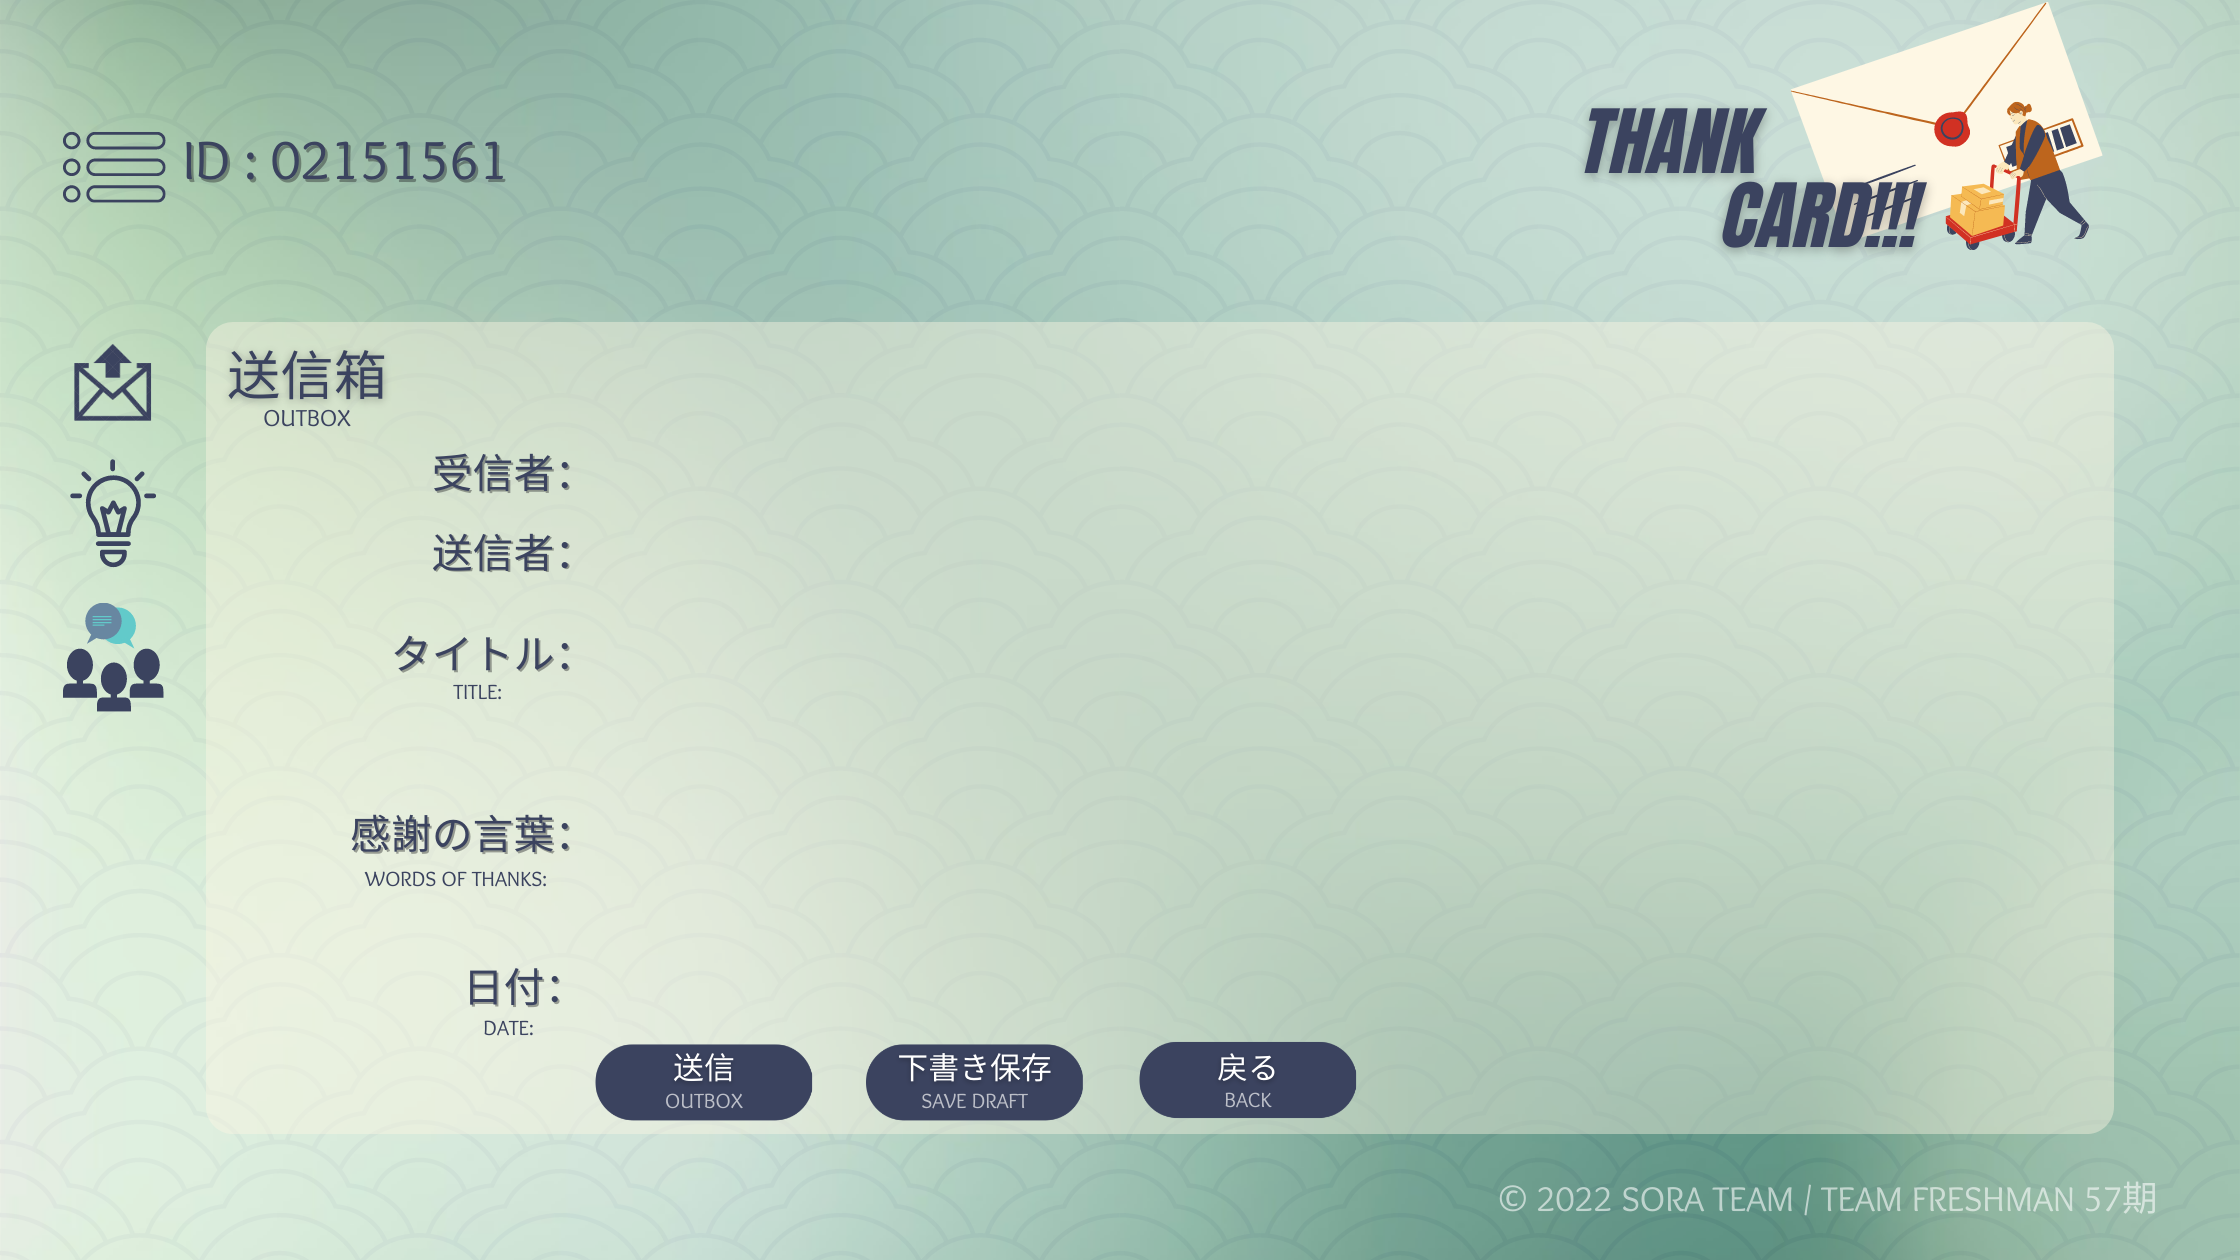 ID : 02151561
THANK
CARD!!!
送信箱
OUTBOX
受信者：
送信者：
タイトル：
TITLE:
感謝の言葉：
WORDS OF THANKS:
日付：
DATE:
送信
OUTBOX
下書き保存
SAVE DRAFT
戻る
BACK
© 2022 SORA TEAM / TEAM FRESHMAN 57期